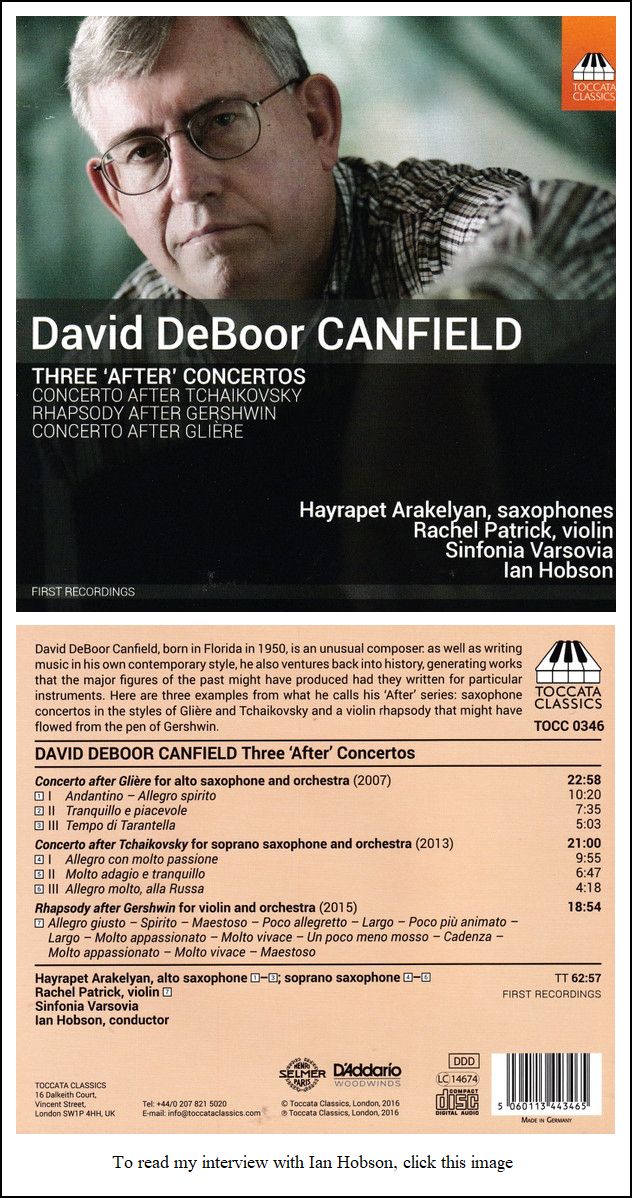 TOCCATA
CLASSICS
David DeBoor CANFIELD
THREE ‘AFTER’ CONCERTOS
CONCERTO AFTER TCHAIKOVSKY
RHAPSODY AFTER GERSHWIN
CONCERTO AFTER GLIÈRE
Hayrapet Arakelyan, saxophones
Rachel Patrick, violin
Sinfonia Varsovia
Ian Hobson
FIRST RECORDINGS
David DeBoor Canfield, born in Florida in 1950, is an unusual composer: as well as writing
music in his own contemporary style, he also ventures back into history, generating works
that the major figures of the past might have produced had they written for particular
instruments. Here are three examples from what he calls his ‘After’ series: saxophone
concertos in the styles of Glière and Tchaikovsky and a violin rhapsody that might have
flowed from the pen of Gershwin.
TOCCATA
CLASSICS
TOCC 0346
DAVID DEBOOR CANFIELD Three ‘After’ Concertos
Concerto after Glière for alto saxophone and orchestra (2007) 22:58
1 I Andantino – Allegro spirito 10:20
2 II Tranquillo e piacevole 7:35
3 III Tempo di Tarantella 5:03
Concerto after Tchaikovsky for soprano saxophone and orchestra (2013) 21:00
4 I Allegro con molto passione 9:55
5 II Molto adagio e tranquillo 6:47
6 III Allegro molto, alla Russa 4:18
Rhapsody after Gershwin for violin and orchestra (2015) 18:54
7 Allegro giusto – Spirito – Maestoso – Poco allegretto – Largo – Poco più animato –
Largo – Molto appassionato – Molto vivace – Un poco meno mosso – Cadenza –
Molto appassionato – Molto vivace – Maestoso
Hayrapet Arakelyan, alto saxophone 1–3; soprano saxophone 4–6 TT 62:57
Rachel Patrick, violin 7 FIRST RECORDINGS
Sinfonia Varsovia
Ian Hobson, conductor
HENRI
SELMER
PARIS
D'Addario
WOODWINDS
DDD
LC 14674
COMPACT
disc
DIGITAL AUDIO
5 060113 443465
MADE IN GERMANY
TOCCATA CLASSICS
16 Dalkeith Court,
Vincent Street, Tel: +44/0 207 821 5020 © Toccata Classics, London, 2016
London SW1P 4HH, UK E-mail: info@toccataclassics.com ℗ Toccata Classics, London, 2016
To read my interview with Ian Hobson, click this image